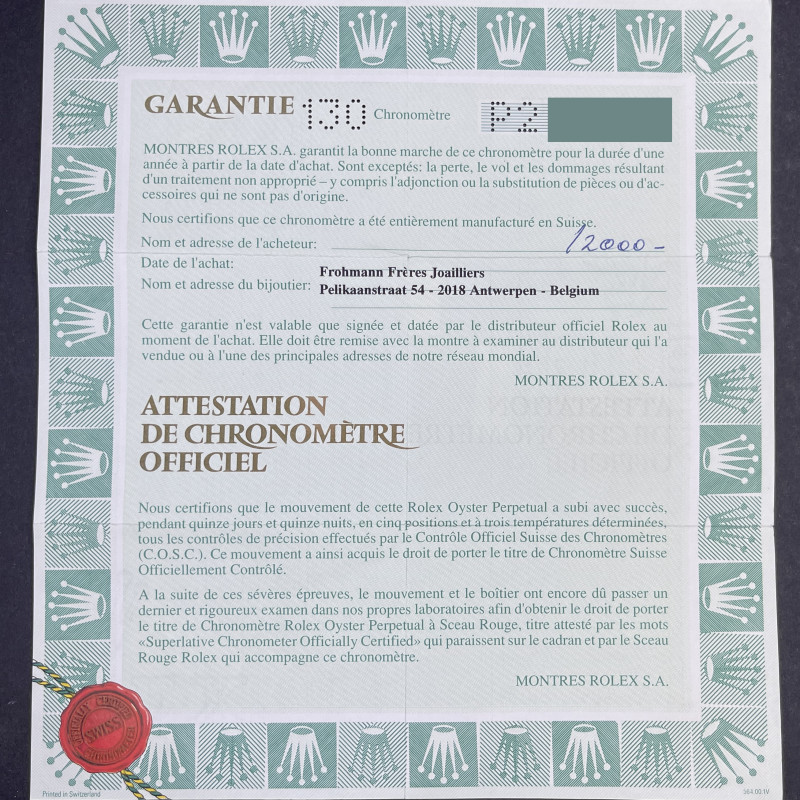 GARANTIE 130 Chronomètre P2
MONTRES ROLEX S.A. garantit la bonne marche de ce chronomètre pour la durée d'une
année à partir de la date d'achat. Sont exceptés: la perte, le vol et les dommages résultant
d'un traitement non approprié – y compris l'adjonction ou la substitution de pièces ou d'ac-
cessoires qui ne sont pas d'origine.
Nous certifions que ce chronomètre a été entièrement manufacturé en Suisse.
Nom et adresse de l'acheteur: 12000 -
Date de l'achat:
Frohmann Frères Joailliers
Nom et adresse du bijoutier: Pelikaanstraat 54 - 2018 Antwerpen - Belgium
Cette garantie n'est valable que signée et datée par le distributeur officiel Rolex au
moment de l'achat. Elle doit être remise avec la montre à examiner au distributeur qui l'a
vendue ou à l'une des principales adresses de notre réseau mondial.
MONTRES ROLEX S.A.
ATTESTATION
DE CHRONOMÈTRE
OFFICIEL
Nous certifions que le mouvement de cette Rolex Oyster Perpetual a subi avec succès,
pendant quinze jours et quinze nuits, en cinq positions et à trois températures déterminées,
tous les contrôles de précision effectués par le Contrôle Officiel Suisse des Chronomètres
(C.O.S.C.). Ce mouvement a ainsi acquis le droit de porter le titre de Chronomètre Suisse
Officiellement Contrôlé.
A la suite de ces sévères épreuves, le mouvement et le boîtier ont encore dû passer un
dernier et rigoureux examen dans nos propres laboratoires afin d'obtenir le droit de porter
le titre de Chronomètre Rolex Oyster Perpetual à Sceau Rouge, titre attesté par les mots
«Superlative Chronometer Officially Certified» qui paraissent sur le cadran et par le Sceau
Rouge Rolex qui accompagne ce chronomètre.
MONTRES ROLEX S.A.
OFFICIALLY CERTIFIED
SWISS
CHRONOMETER
Printed in Switzerland
564.00.1V